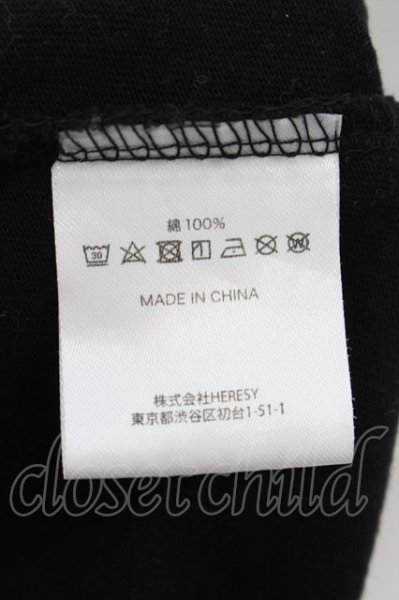 綿 100%
30
W
MADE IN CHINA
株式会社HERESY
東京都渋谷区初台1-51-1
closet child